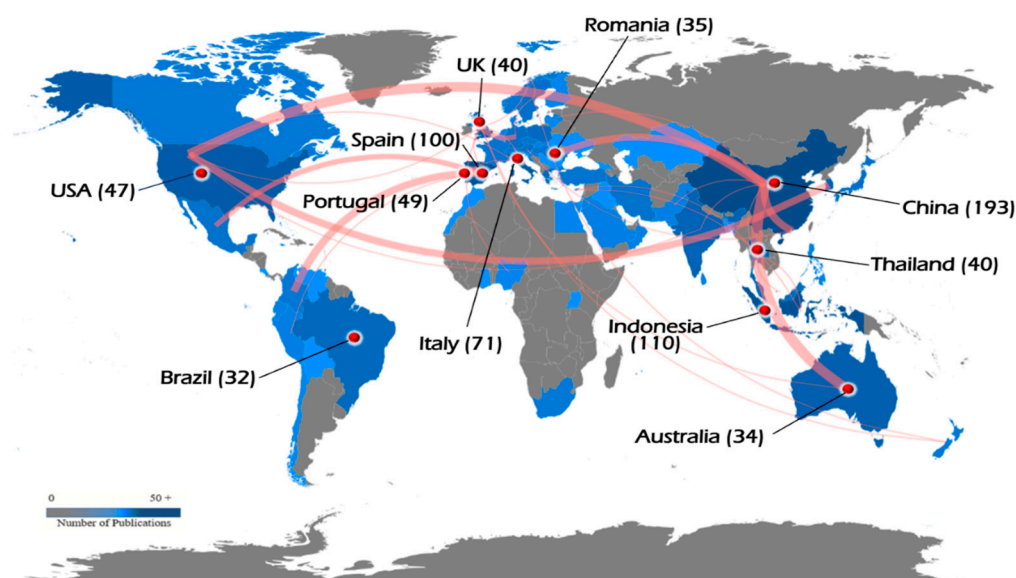 Romania (35)
UK (40)
Spain (100)
USA (47)
Portugal (49)
China (193)
Thailand (40)
Indonesia
(110)
Italy (71)
Brazil (32)
Australia (34)
0 50 +
Number of Publications